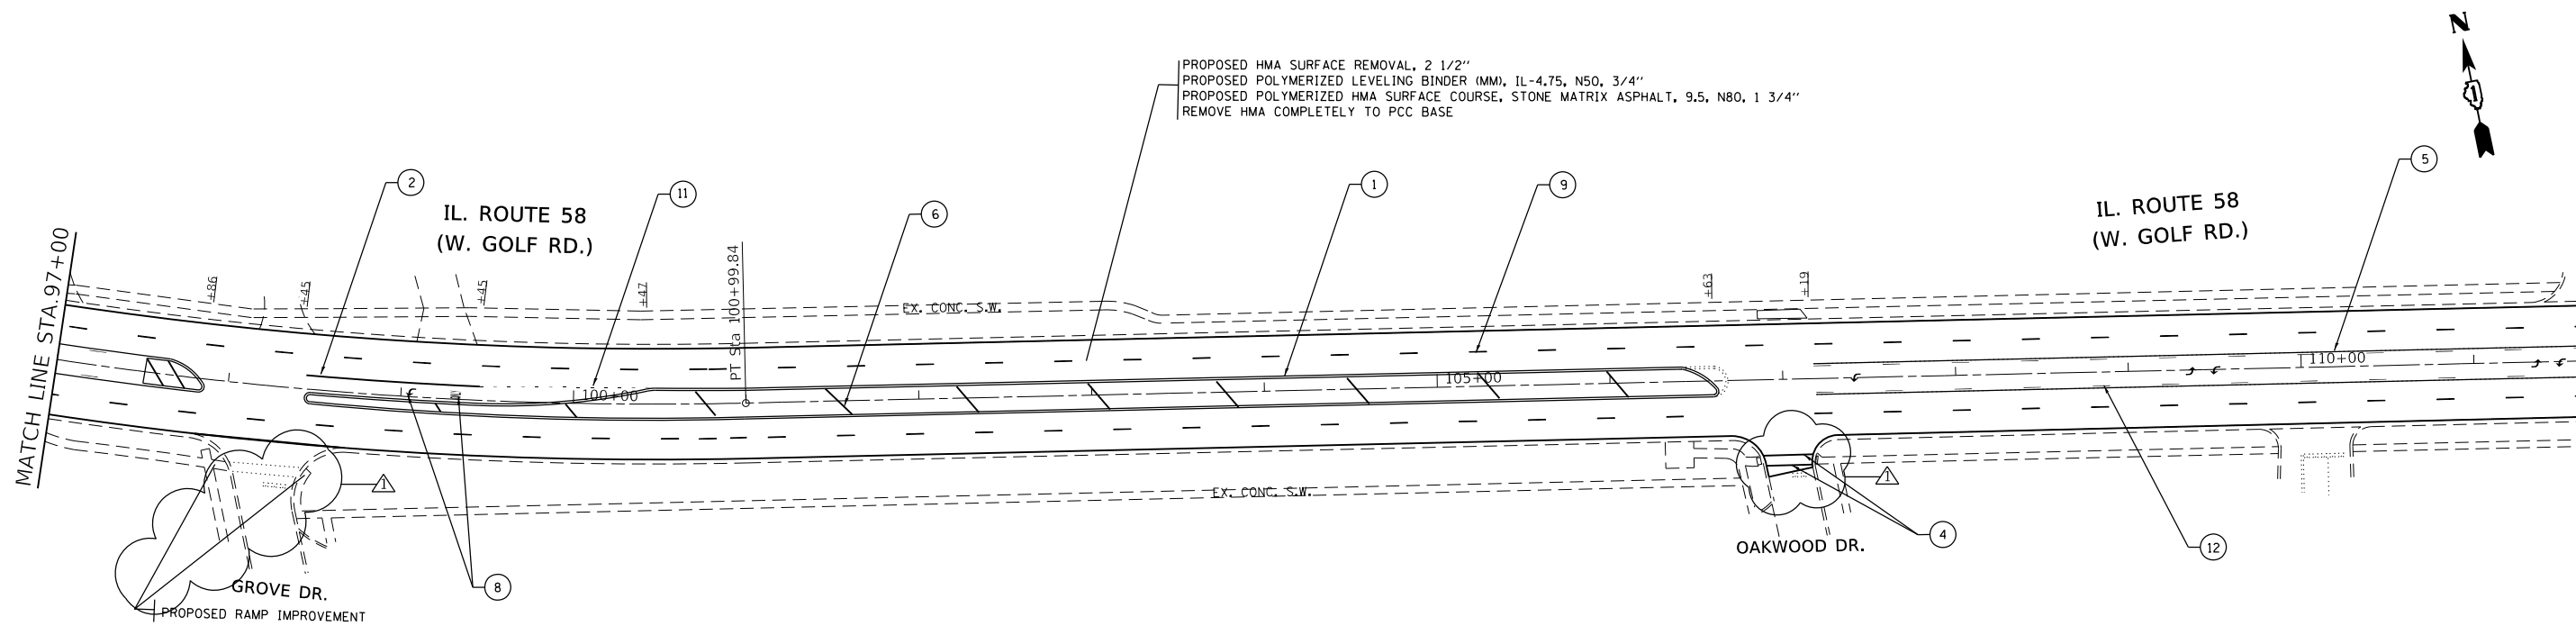 N
1
PROPOSED HMA SURFACE REMOVAL, 2 1/2''
PROPOSED POLYMERIZED LEVELING BINDER (MM), IL-4.75, N50, 3/4''
PROPOSED POLYMERIZED HMA SURFACE COURSE, STONE MATRIX ASPHALT, 9.5, N80, 1 3/4''
REMOVE HMA COMPLETELY TO PCC BASE
2
11
6
1
9
5
IL. ROUTE 58
(W. GOLF RD.)
IL. ROUTE 58
(W. GOLF RD.)
MATCH LINE STA.97+00
+86
+45
+45
+47
PT Sta 100+99.84
EX. CONC. S.W.
+63
+19
100+00
105+00
110+00
1
1
EX. CONC. S.W.
8
4
12
OAKWOOD DR.
GROVE DR.
PROPOSED RAMP IMPROVEMENT